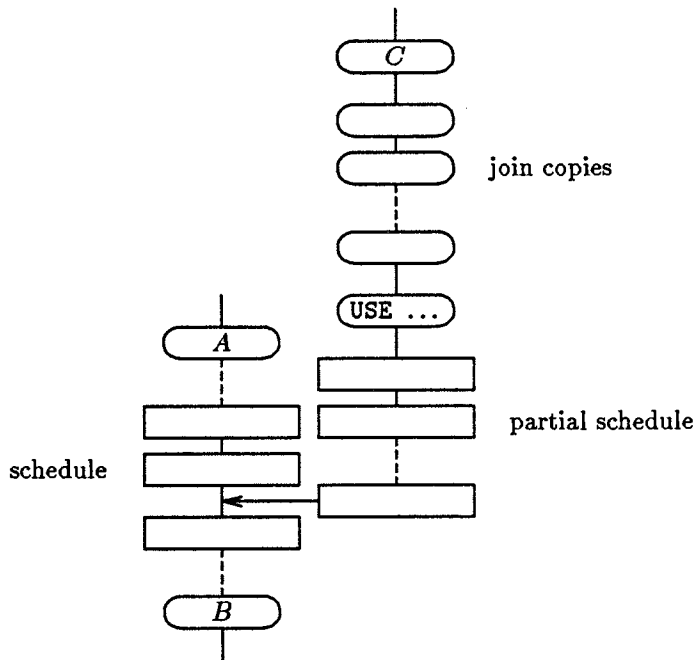 C
join copies
USE ...
A
partial schedule
schedule
B